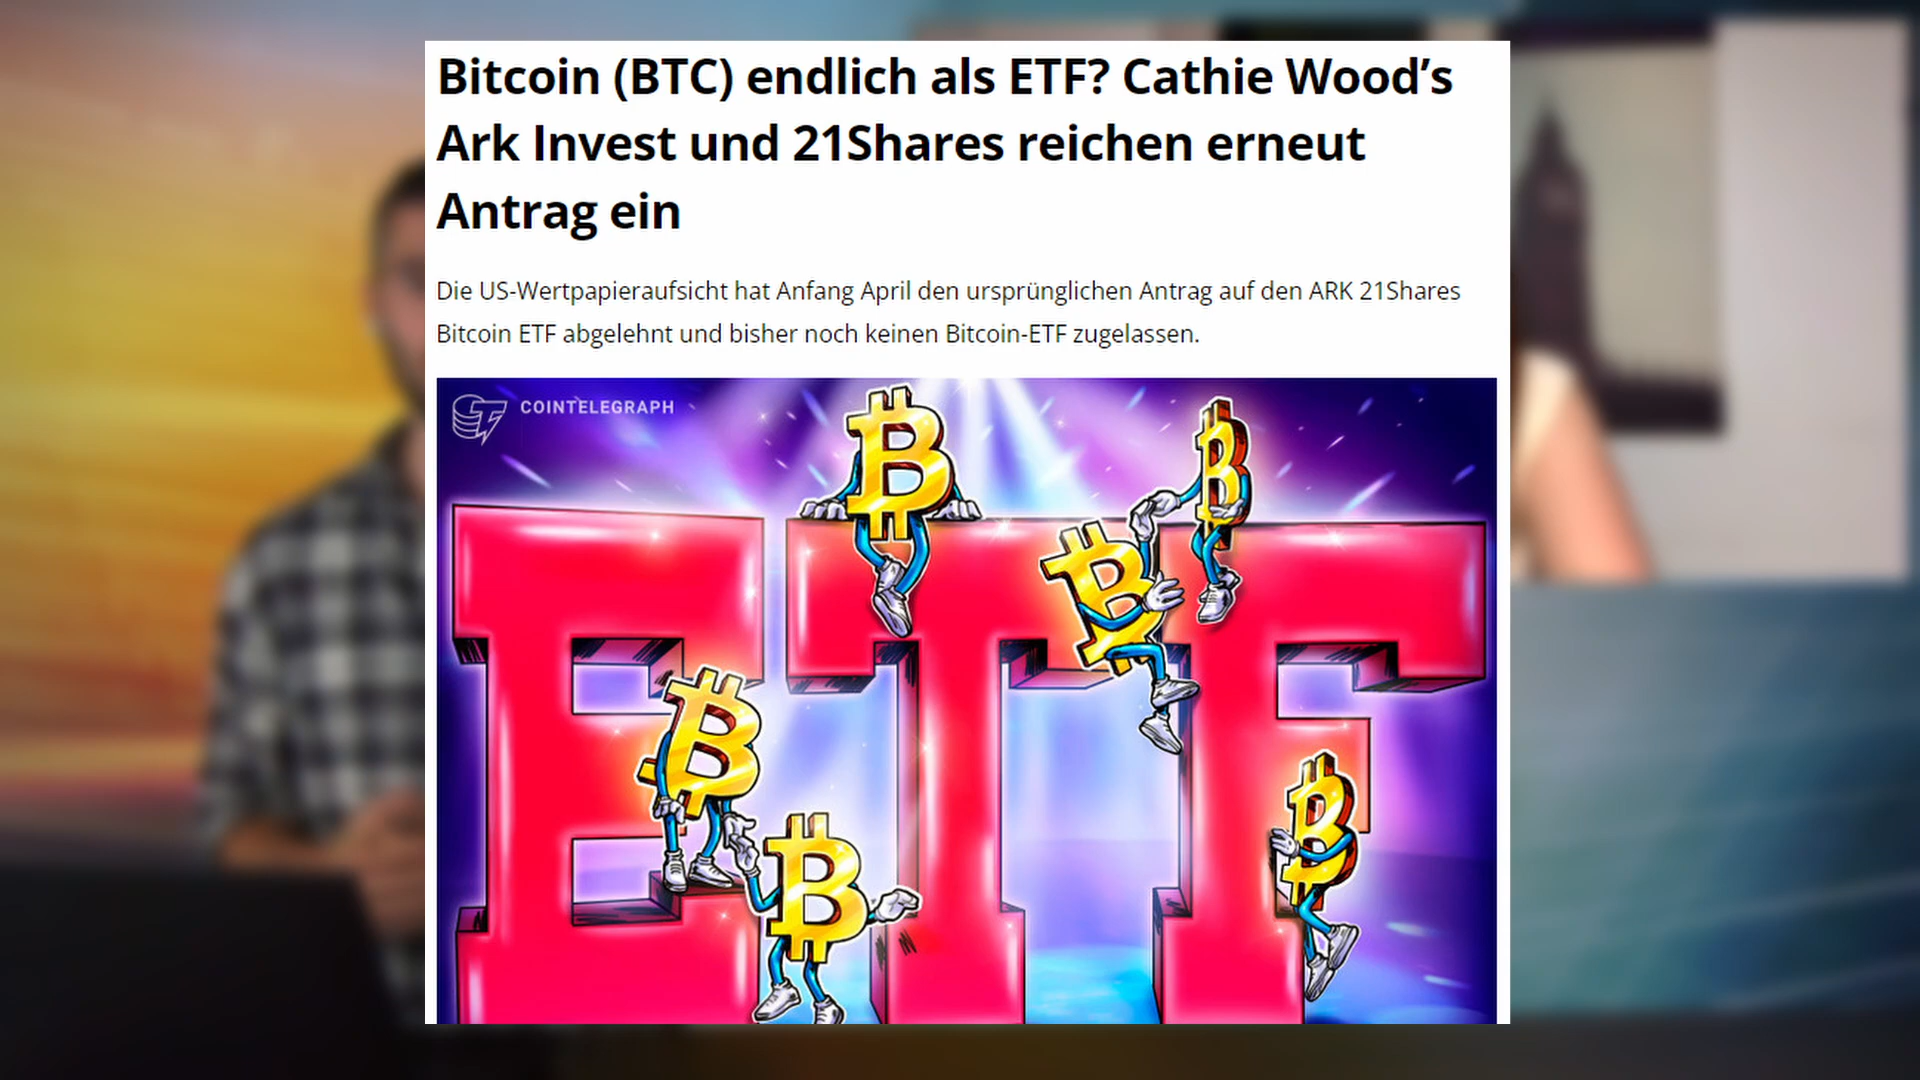 Bitcoin (BTC) endlich als ETF? Cathie Wood’s
Ark Invest und 21Shares reichen erneut
Antrag ein
Die US-Wertpapieraufsicht hat Anfang April den ursprünglichen Antrag auf den ARK 21Shares
Bitcoin ETF abgelehnt und bisher noch keinen Bitcoin-ETF zugelassen.
COINTELEGRAPH
ETF